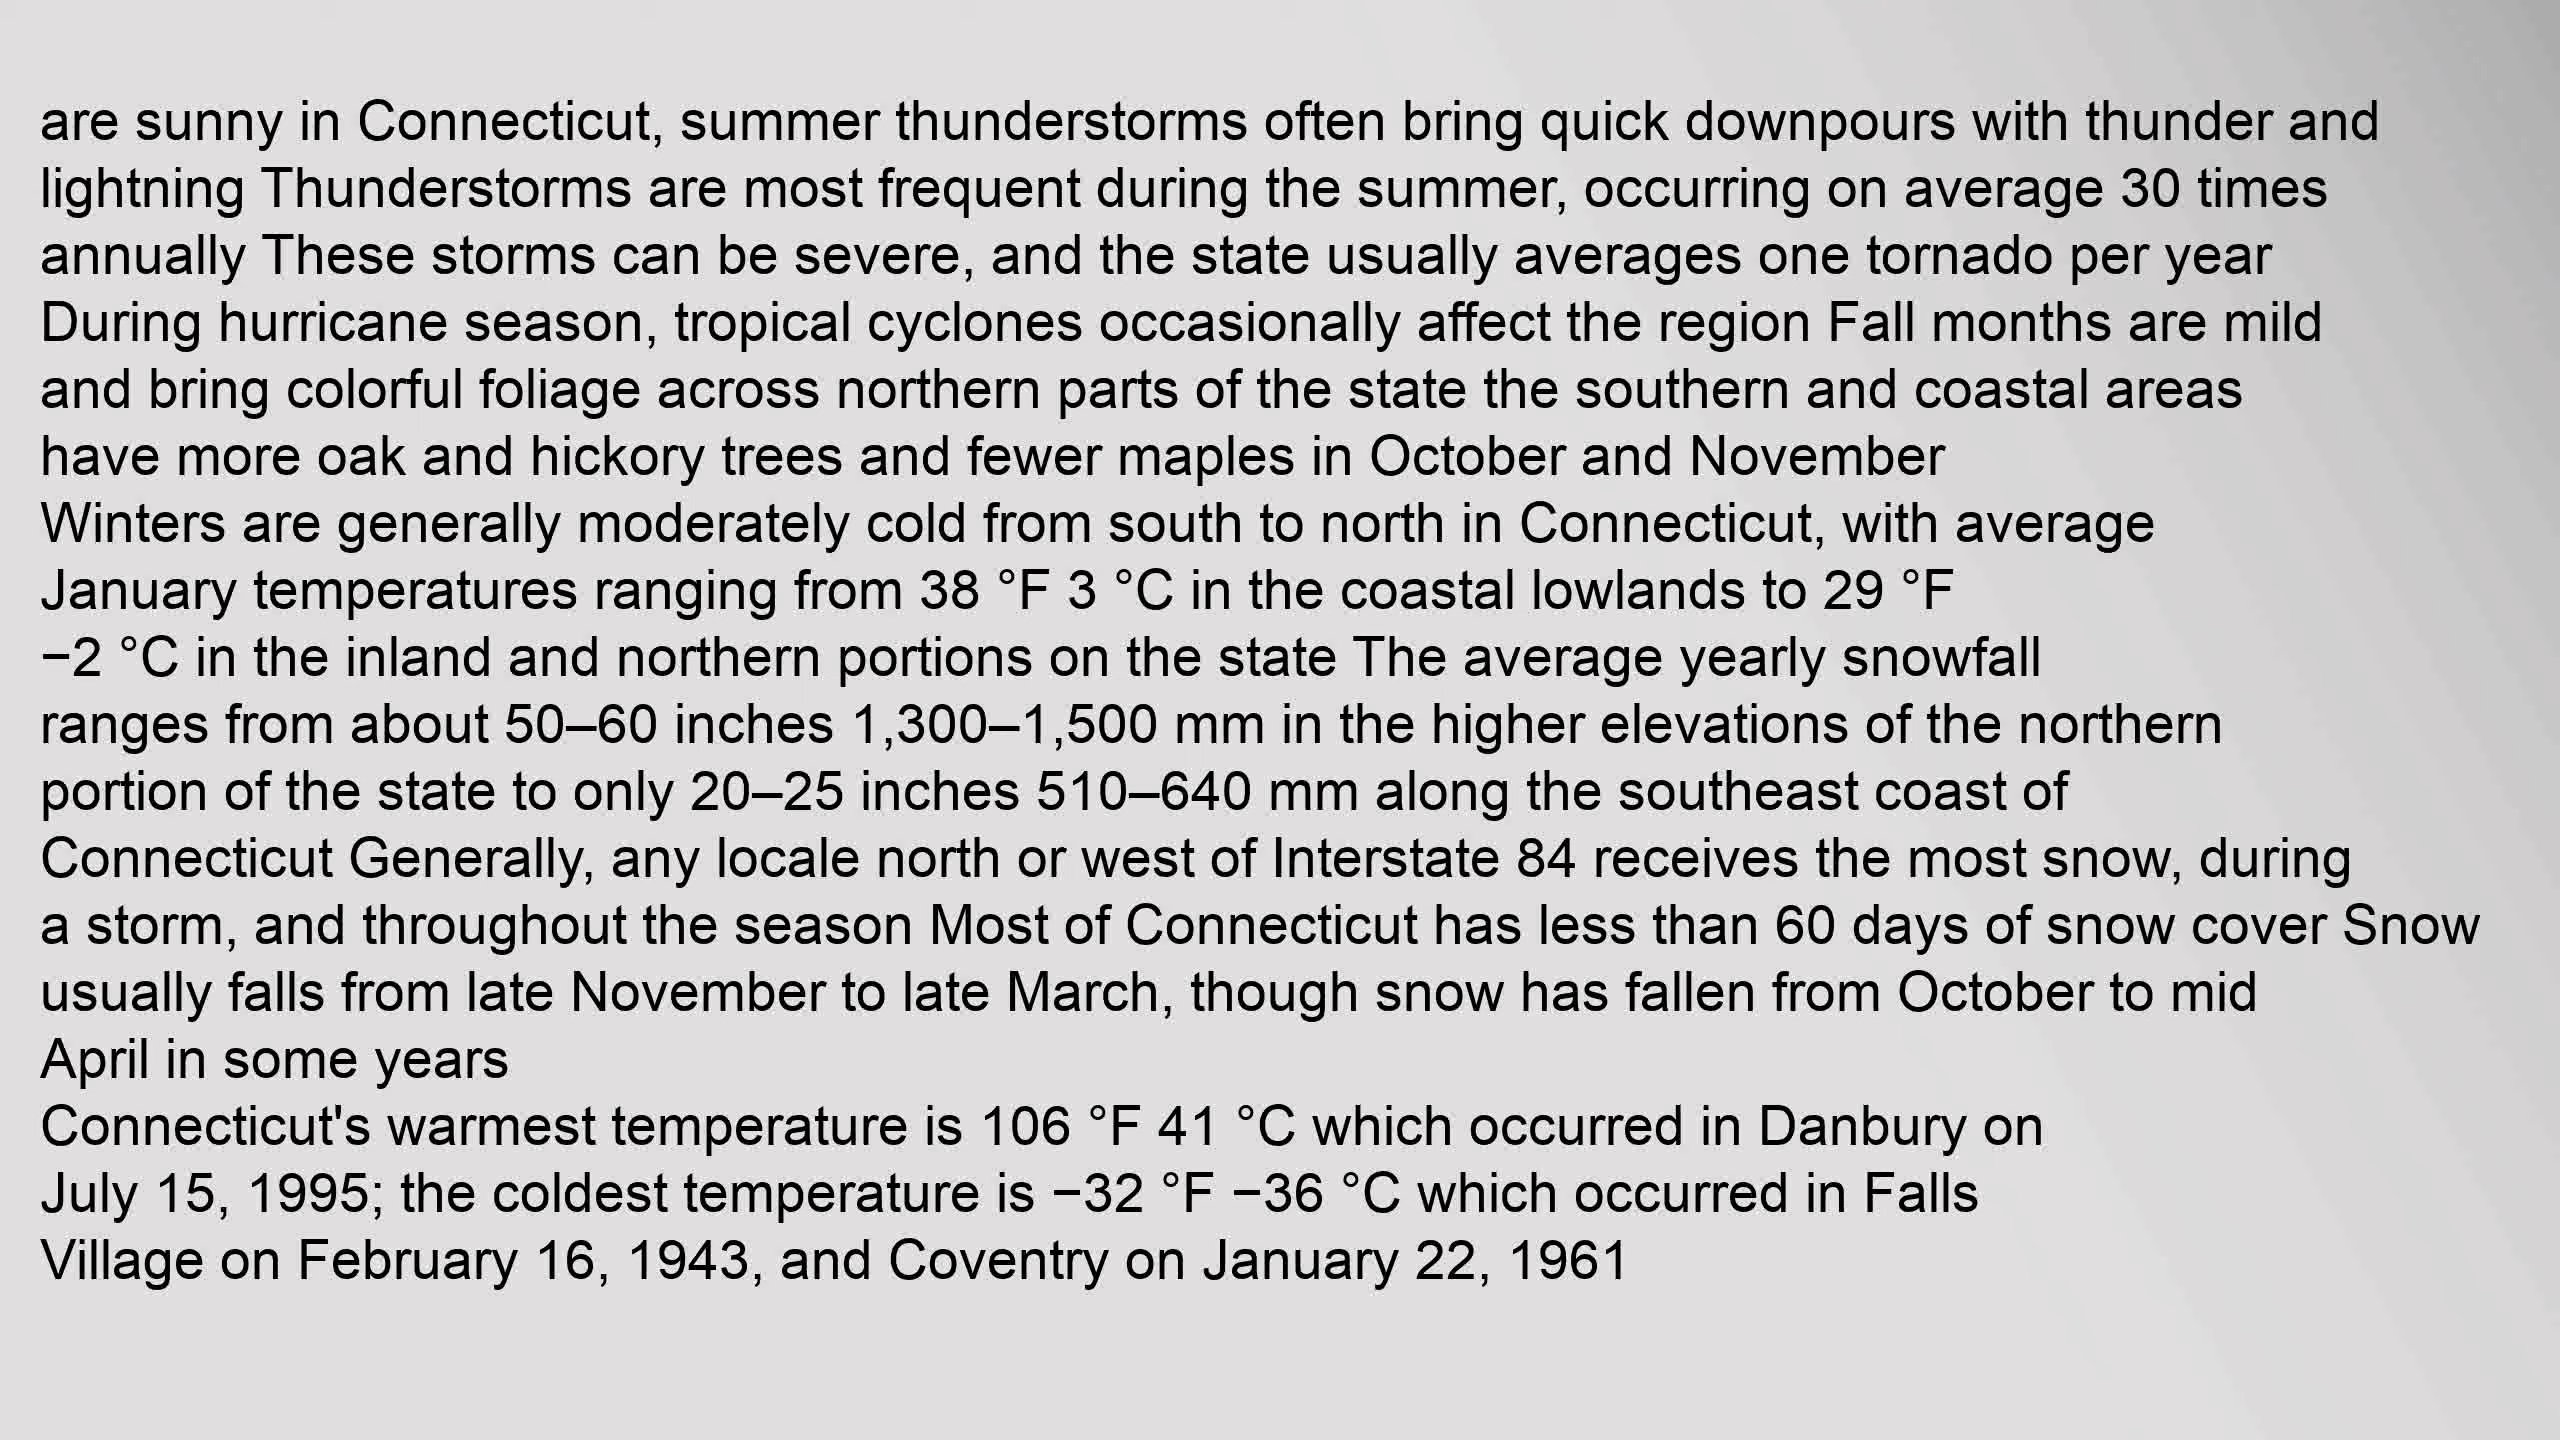 are sunny in Connecticut, summer thunderstorms often bring quick downpours with thunder and
lightning Thunderstorms are most frequent during the summer, occurring on average 30 times
annually These storms can be severe, and the state usually averages one tornado per year
During hurricane season, tropical cyclones occasionally affect the region Fall months are mild
and bring colorful foliage across northern parts of the state the southern and coastal areas
have more oak and hickory trees and fewer maples in October and November
Winters are generally moderately cold from south to north in Connecticut, with average
January temperatures ranging from 38 °F 3 °C in the coastal lowlands to 29 °F
−2 °C in the inland and northern portions on the state The average yearly snowfall
ranges from about 50–60 inches 1,300–1,500 mm in the higher elevations of the northern
portion of the state to only 20–25 inches 510–640 mm along the southeast coast of
Connecticut Generally, any locale north or west of Interstate 84 receives the most snow, during
a storm, and throughout the season Most of Connecticut has less than 60 days of snow cover Snow
usually falls from late November to late March, though snow has fallen from October to mid
April in some years
Connecticut's warmest temperature is 106 °F 41 °C which occurred in Danbury on
July 15, 1995; the coldest temperature is −32 °F −36 °C which occurred in Falls
Village on February 16, 1943, and Coventry on January 22, 1961